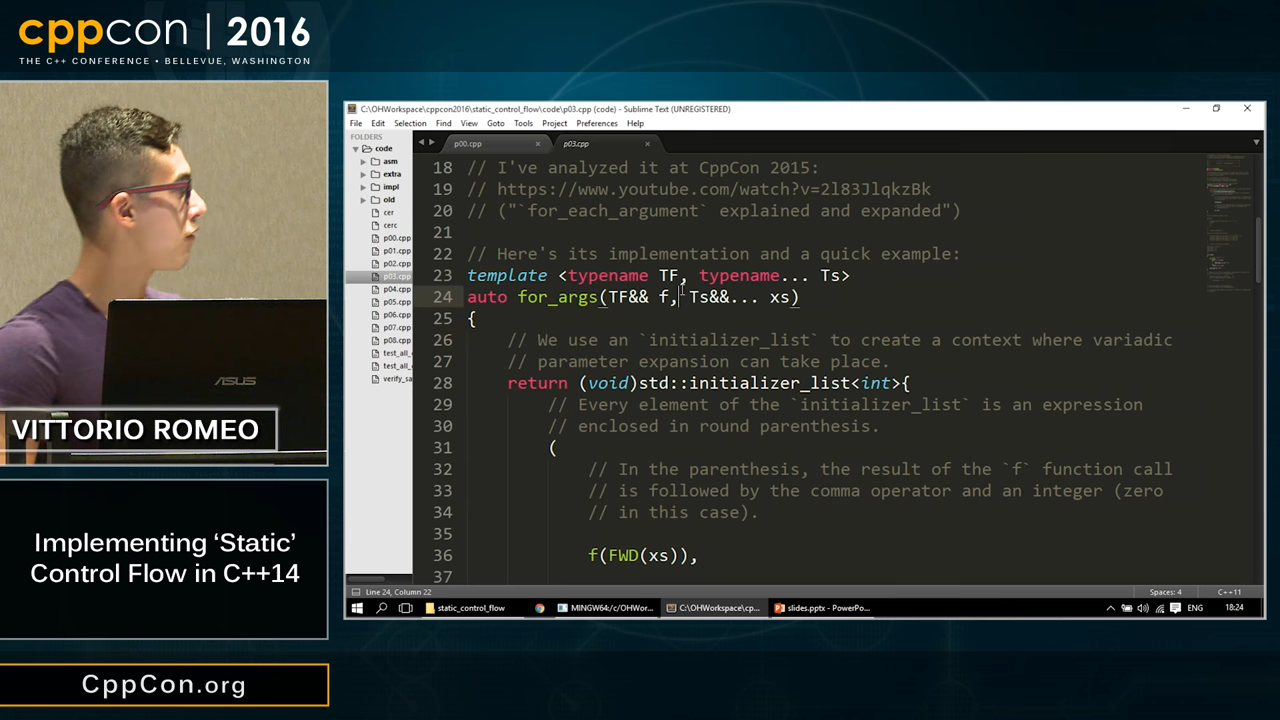 cppcon | 2016
THE C++ CONFERENCE • BELLEVUE, WASHINGTON
ASUS
VITTORIO ROMEO
Implementing ‘Static’
Control Flow in C++14
CppCon.org
C:\OHWorkspace\cppcon2016\static_control_flow\code\p03.cpp (code) - Sublime Text (UNREGISTERED)
File Edit Selection Find View Goto Tools Project Preferences Help
FOLDERS
code
asm
extra
impl
old
cer
cerc
p00.cpp
p01.cpp
p02.cpp
p03.cpp
p04.cpp
p05.cpp
p06.cpp
p07.cpp
p08.cpp
test_all_
test_all_
verify_sa
p00.cpp p03.cpp
18 // I've analyzed it at CppCon 2015:
19 // https://www.youtube.com/watch?v=2l83JlqkzBk
20 // ("`for_each_argument` explained and expanded")
21
22 // Here's its implementation and a quick example:
23 template <typename TF, typename... Ts>
24 auto for_args(TF&& f, Ts&&... xs)
25 {
26 // We use an `initializer_list` to create a context where variadic
27 // parameter expansion can take place.
28 return (void)std::initializer_list<int>{
29 // Every element of the `initializer_list` is an expression
30 // enclosed in round parenthesis.
31 (
32 // In the parenthesis, the result of the `f` function call
33 // is followed by the comma operator and an integer (zero
34 // in this case).
35
36 f(FWD(xs)),
37
Line 24, Column 22 Spaces: 4 C++11
static_control_flow MINGW64:/c/OHWo... C:\OHWorkspace\cp... slides.pptx - PowerPo... ENG 18:24